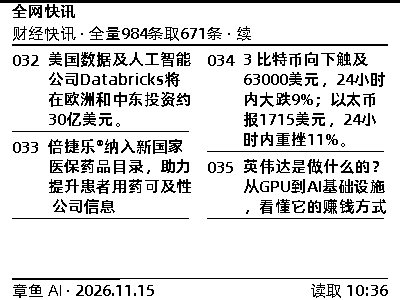 全网快讯
财经快讯 · 全量984条取671条 · 续
032 美国数据及人工智能
公司Databricks将
在欧洲和中东投资约
30亿美元。
033 倍捷乐®纳入新国家
医保药品目录，助力
提升患者用药可及性
公司信息
034 3 比特币向下触及
63000美元，24小时
内大跌9%；以太币
报1715美元，24小
时内重挫11%。
035 英伟达是做什么的？
从GPU到AI基础设施
，看懂它的赚钱方式
章鱼 AI · 2026.11.15
读取 10:36